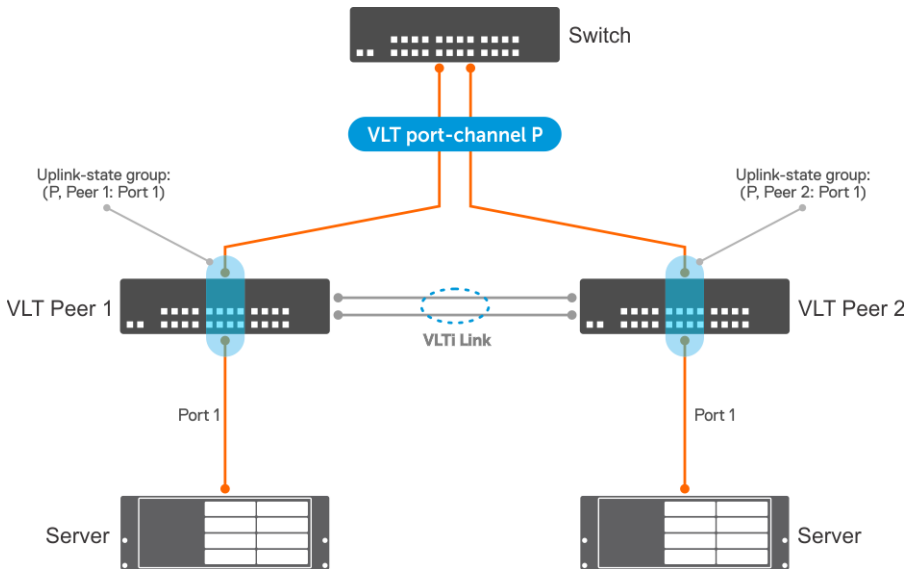 Switch
VLT port-channel P
Uplink-state group:
(P, Peer 1: Port 1)
Uplink-state group:
(P, Peer 2: Port 1)
VLT Peer 1
VLT Peer 2
VLTi Link
Port 1
Port 1
Server
Server